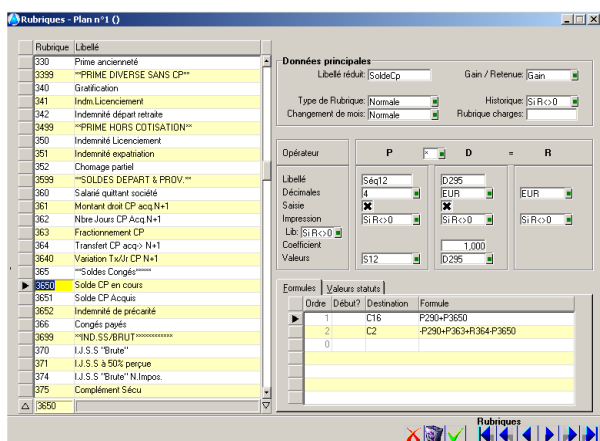 Rubriques - Plan n°1 ()
Rubrique Libellé
330 Prime ancienneté
3399 **PRIME DIVERSE SANS CP**
340 Gratification
341 Indm.Licenciement
342 Indemnité départ retraite
3499 **PRIME HORS COTISATION**
350 Indemnité Licenciement
351 Indemnité expatriation
352 Chomage partiel
3599 **SOLDES DEPART & PROV.**
360 Salarié quittant société
361 Montant droit CP acq.N+1
362 Nbre Jours CP Acq.N+1
363 Fractionnement CP
364 Transfert CP acq-> N+1
3640 Variation Tx/Jr CP N+1
365 **Soldes Congés*****
3650 Solde CP en cours
3651 Solde CP Acquis
3652 Indemnité de précarité
366 Congés payés
3699 **IND.SS/BRUT************
370 I.J.S.S "Brute"
371 I.J.S.S à 50% perçue
374 I.J.S.S "Brute" N.Impos.
375 Complément Sécu
3650
Données principales
Libellé réduit: SoldeCp Gain / Retenue: Gain
Type de Rubrique: Normale Historique: Si R<>0
Changement de mois: Normale Rubrique charges:
Opérateur P × D = R
Libellé Séq12 D295
Décimales 4 EUR EUR
Saisie
Impression Si R<>0 Si R<>0 Si R<>0
Lib: Si R<>0
Coefficient 1,000
Valeurs S12 D295
Formules Valeurs statuts
Ordre Début? Destination Formule
1 C16 P290+P3650
2 C2 -P290+P363+R364-P3650
0
Rubriques